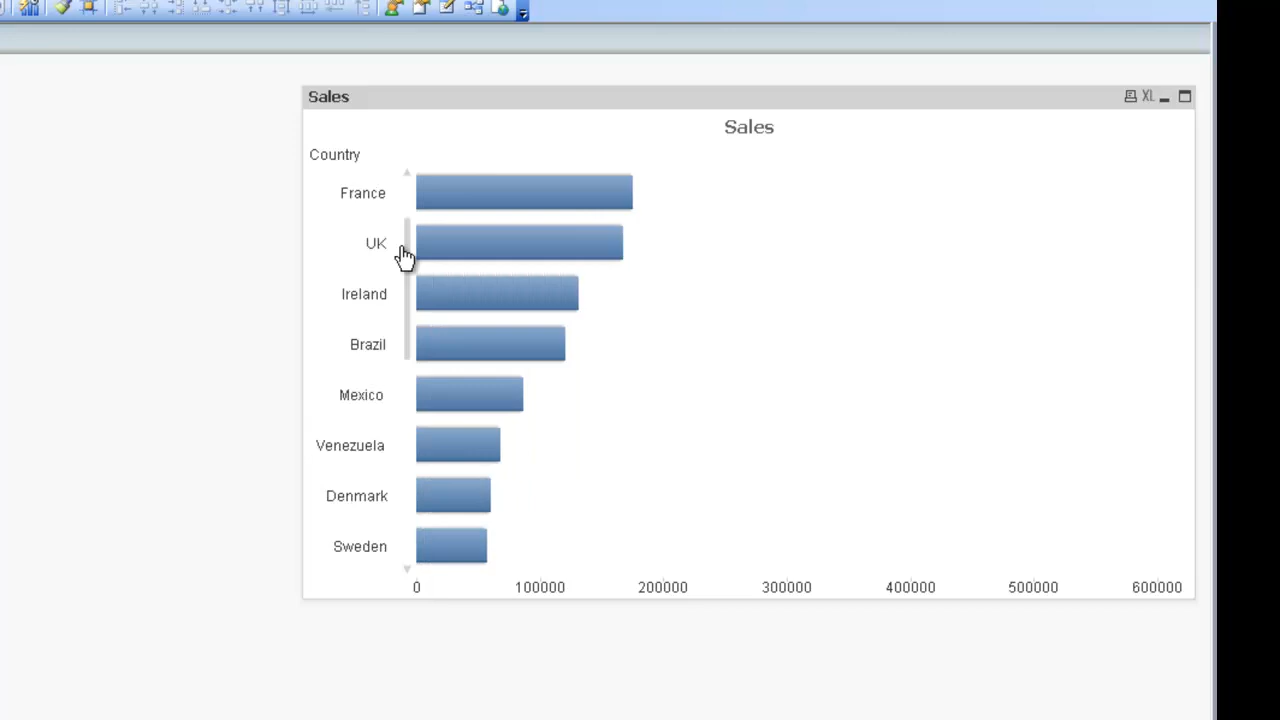 Sales
XL
Sales
Country
France
UK
Ireland
Brazil
Mexico
Venezuela
Denmark
Sweden
0 100000 200000 300000 400000 500000 600000